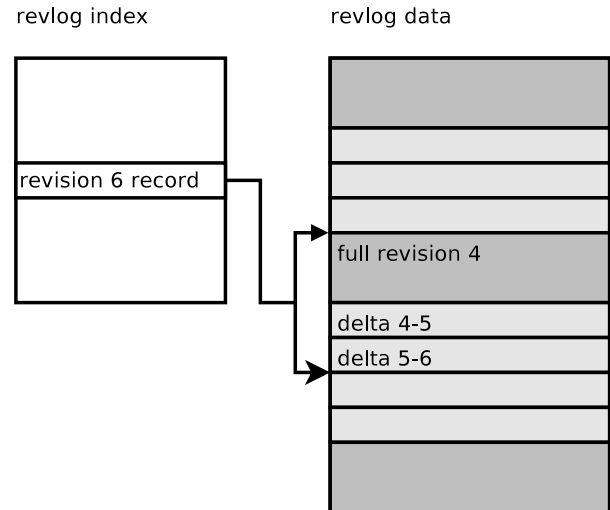 revlog index
revlog data
revision 6 record
full revision 4
delta 4-5
delta 5-6